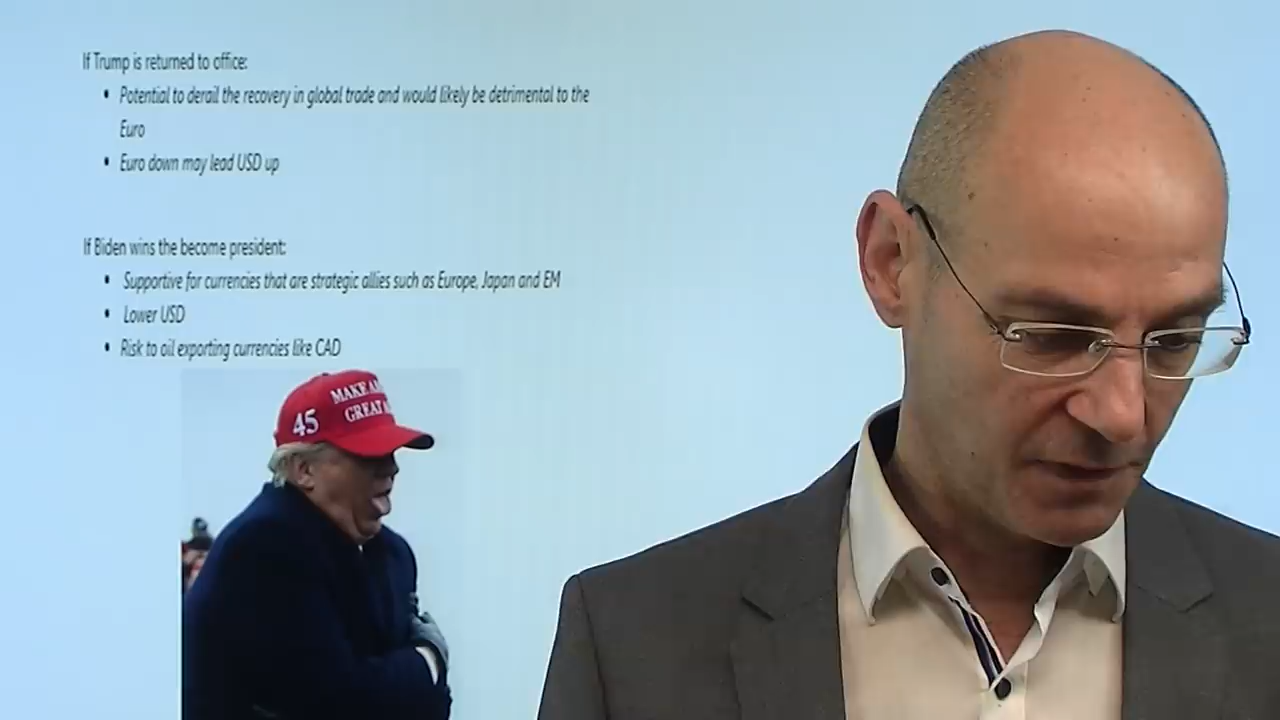 If Trump is returned to office:
• Potential to derail the recovery in global trade and would likely be detrimental to the
Euro
• Euro down may lead USD up
If Biden wins the become president:
• Supportive for currencies that are strategic allies such as Europe, Japan and EM
• Lower USD
• Risk to oil exporting currencies like CAD
MAKE
45 GREAT